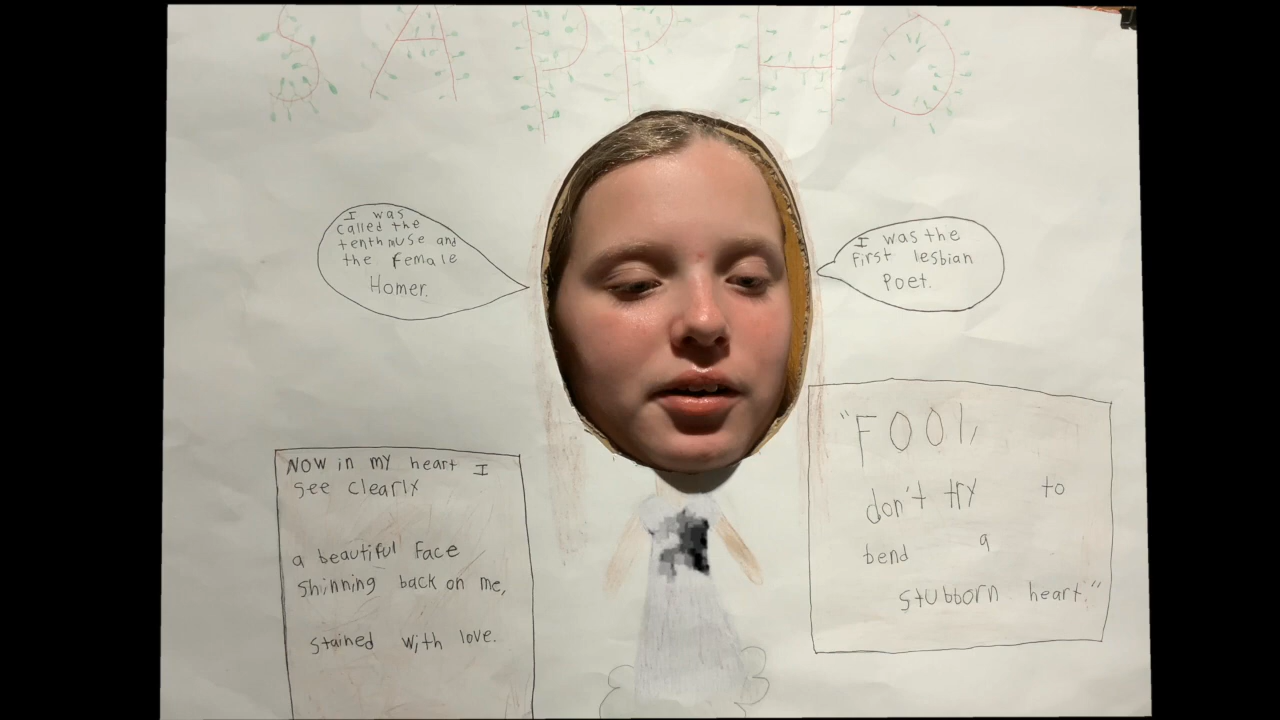 SAPPHO
I was
called the
tenth muse and
the female
Homer.
I was the
first lesbian
Poet.
NOW in my heart I
see clearly
a beautiful Face
shinning back on me,
stained with love.
"FOOl,
don't try to
bend a
stubborn heart."